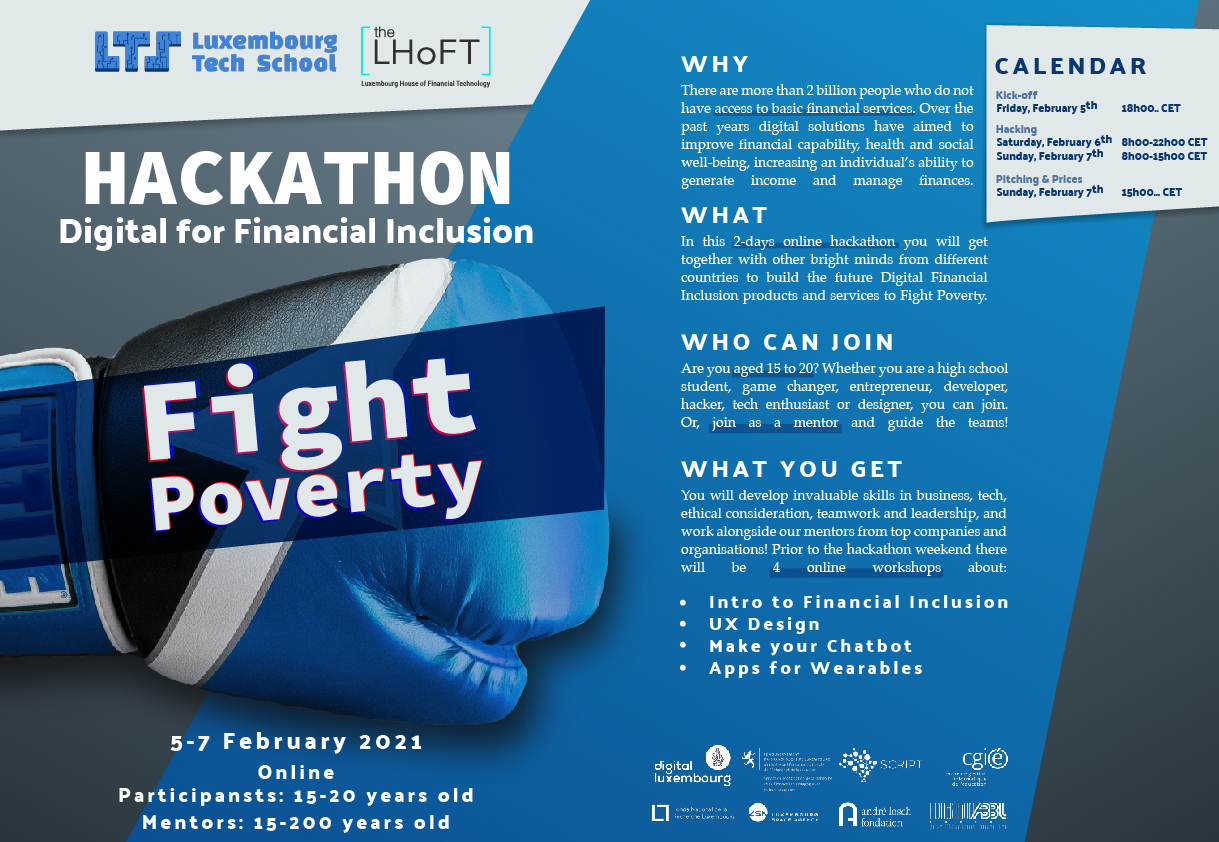 LTS Luxembourg
Tech School
the
LHoFT
Luxembourg House of Financial Technology
HACKATHON
Digital for Financial Inclusion
Fight
Poverty
5-7 February 2021
Online
Participansts: 15-20 years old
Mentors: 15-200 years old
WHY
There are more than 2 billion people who do not
have access to basic financial services. Over the
past years digital solutions have aimed to
improve financial capability, health and social
well-being, increasing an individual's ability to
generate income and manage finances.
WHAT
In this 2-days online hackathon you will get
together with other bright minds from different
countries to build the future Digital Financial
Inclusion products and services to Fight Poverty.
WHO CAN JOIN
Are you aged 15 to 20? Whether you are a high school
student, game changer, entrepreneur, developer,
hacker, tech enthusiast or designer, you can join.
Or, join as a mentor and guide the teams!
WHAT YOU GET
You will develop invaluable skills in business, tech,
ethical consideration, teamwork and leadership, and
work alongside our mentors from top companies and
organisations! Prior to the hackathon weekend there
will be 4 online workshops about:
• Intro to Financial Inclusion
• UX Design
• Make your Chatbot
• Apps for Wearables
CALENDAR
Kick-off
Friday, February 5th 18h00.. CET
Hacking
Saturday, February 6th 8h00-22h00 CET
Sunday, February 7th 8h00-15h00 CET
Pitching & Prices
Sunday, February 7th 15h00... CET
digital
luxembourg
SCRIPT
cgie
LUXEMBOURG
SPACE AGENCY
andré losch
fondation
ABBL